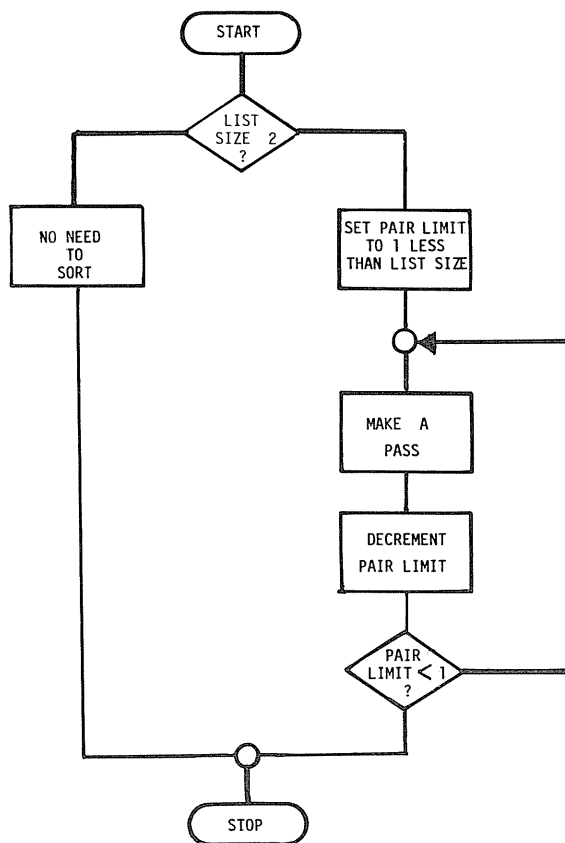 START
LIST
SIZE 2
?
NO NEED
TO
SORT
SET PAIR LIMIT
TO 1 LESS
THAN LIST SIZE
MAKE A
PASS
DECREMENT
PAIR LIMIT
PAIR
LIMIT < 1
?
STOP